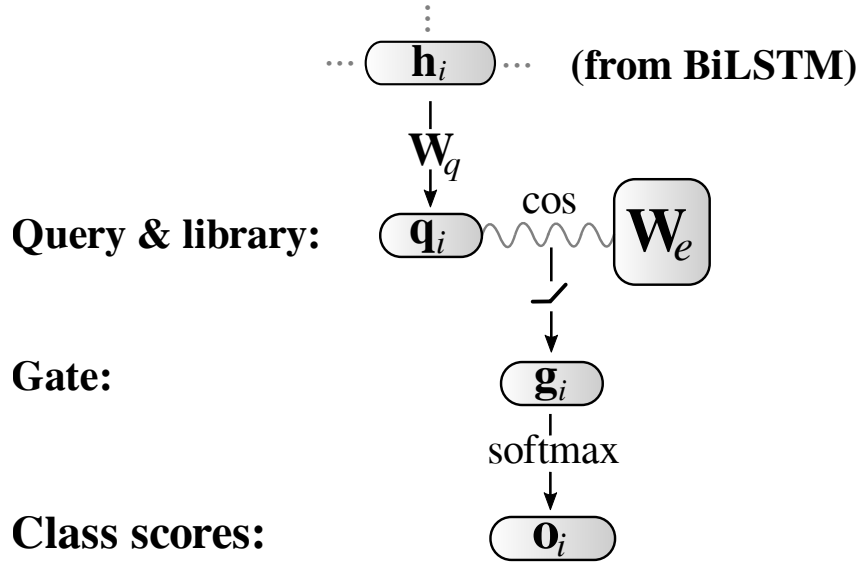 h_i (from BiLSTM)
W_q
cos
Query & library: q_i W_e
Gate: g_i
softmax
Class scores: o_i